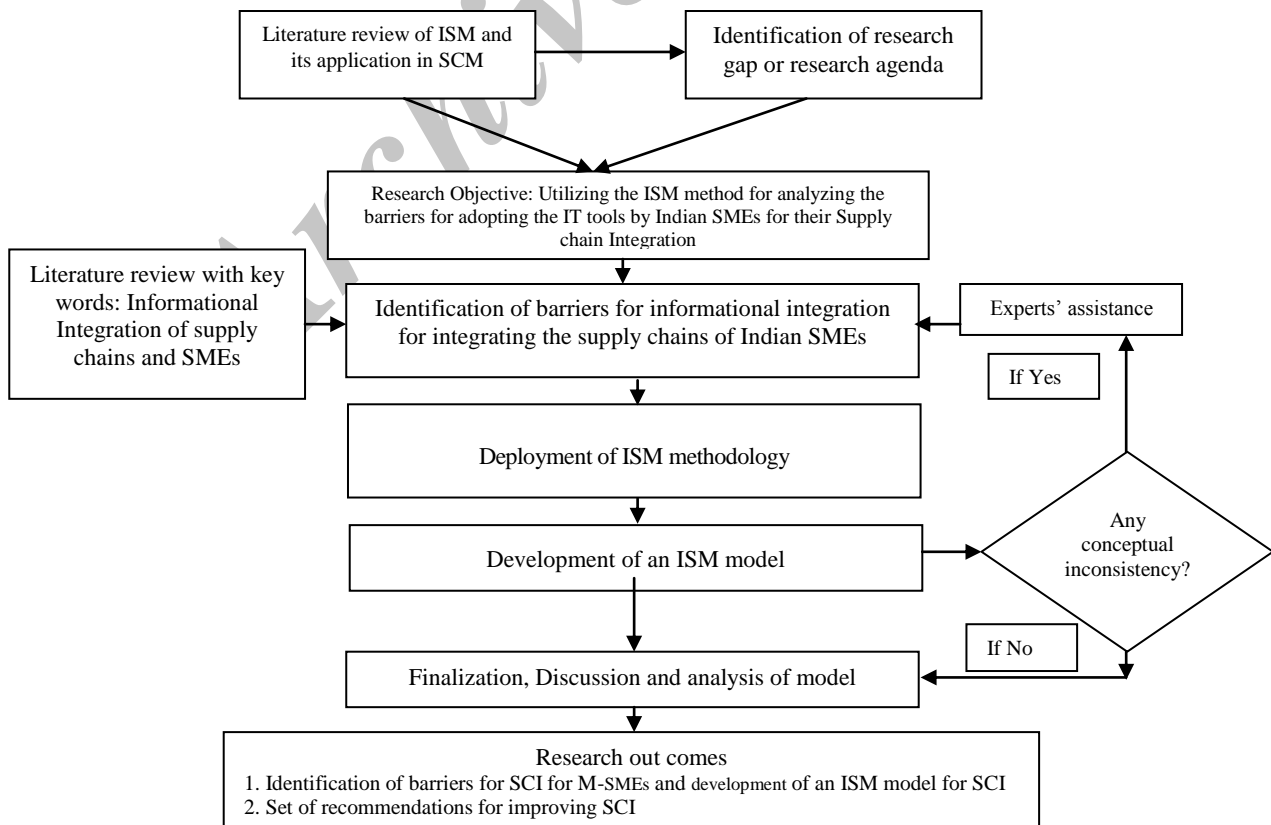 Literature review of ISM and
its application in SCM
Identification of research
gap or research agenda
Research Objective: Utilizing the ISM method for analyzing the
barriers for adopting the IT tools by Indian SMEs for their Supply
chain Integration
Literature review with key
words: Informational
Integration of supply
chains and SMEs
Identification of barriers for informational integration
for integrating the supply chains of Indian SMEs
Experts’ assistance
If Yes
Deployment of ISM methodology
Development of an ISM model
Any
conceptual
inconsistency?
If No
Finalization, Discussion and analysis of model
Research out comes
1. Identification of barriers for SCI for M-SMEs and development of an ISM model for SCI
2. Set of recommendations for improving SCI